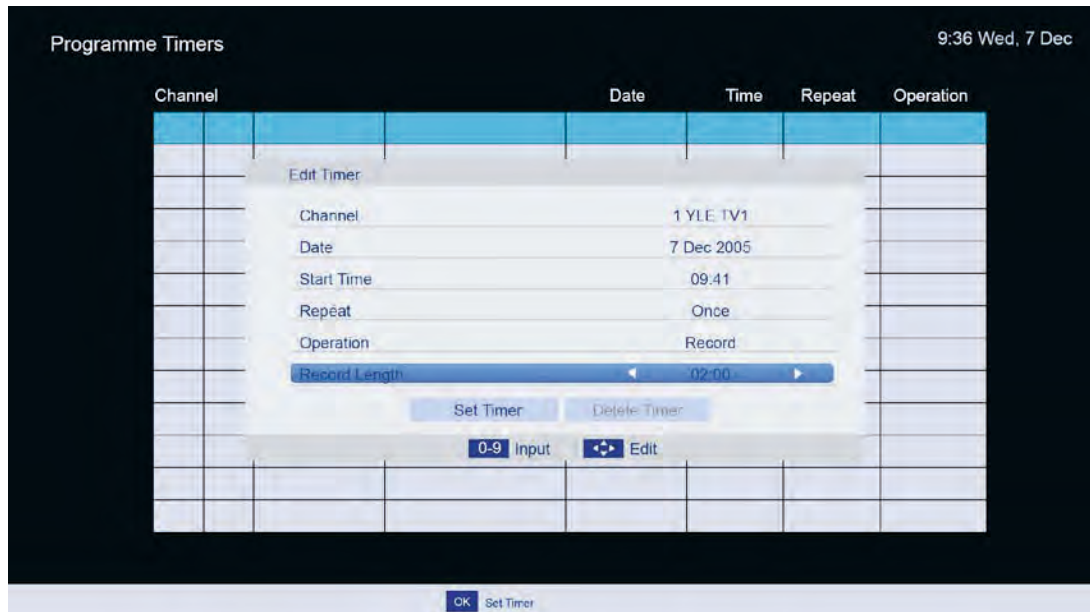 Programme Timers 9:36 Wed, 7 Dec
Channel Date Time Repeat Operation
Edit Timer
Channel 1 YLE TV1
Date 7 Dec 2005
Start Time 09.41
Repeat Once
Operation Record
Record Length 02:00
Set Timer Delete Timer
0-9 Input Edit
OK Set Timer